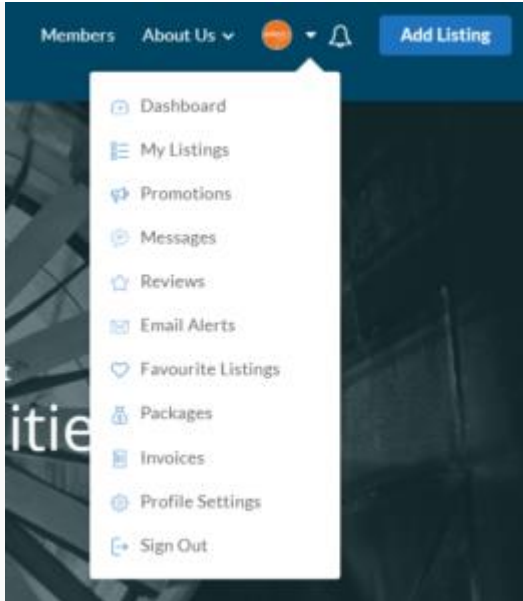 Members About Us Add Listing
Dashboard
My Listings
Promotions
Messages
Reviews
Email Alerts
Favourite Listings
itie
Packages
Invoices
Profile Settings
Sign Out